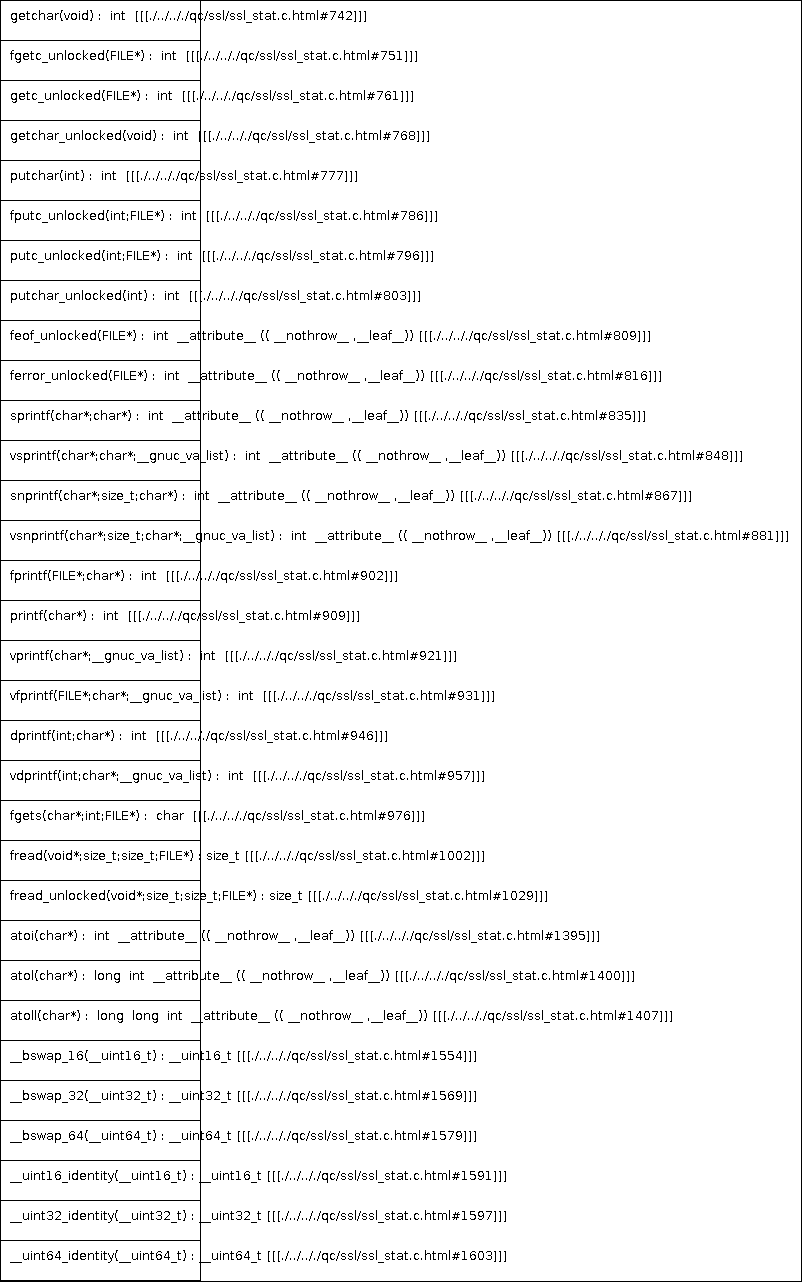 getchar(void) : int [[[./../.././qc/ssl/ssl_stat.c.html#742]]]
fgetc_unlocked(FILE*) : int [[[./../.././qc/ssl/ssl_stat.c.html#751]]]
getc_unlocked(FILE*) : int [[[./../.././qc/ssl/ssl_stat.c.html#761]]]
getchar_unlocked(void) : int [[[./../.././qc/ssl/ssl_stat.c.html#768]]]
putchar(int) : int [[[./../.././qc/ssl/ssl_stat.c.html#777]]]
fputc_unlocked(int;FILE*) : int [[[./../.././qc/ssl/ssl_stat.c.html#786]]]
putc_unlocked(int;FILE*) : int [[[./../.././qc/ssl/ssl_stat.c.html#796]]]
putchar_unlocked(int) : int [[[./../.././qc/ssl/ssl_stat.c.html#803]]]
feof_unlocked(FILE*) : int __attribute__ (( __nothrow__ ,__leaf__)) [[[./../.././qc/ssl/ssl_stat.c.html#809]]]
ferror_unlocked(FILE*) : int __attribute__ (( __nothrow__ ,__leaf__)) [[[./../.././qc/ssl/ssl_stat.c.html#816]]]
sprintf(char*;char*) : int __attribute__ (( __nothrow__ ,__leaf__)) [[[./../.././qc/ssl/ssl_stat.c.html#835]]]
vsprintf(char*;char*;__gnuc_va_list) : int __attribute__ (( __nothrow__ ,__leaf__)) [[[./../.././qc/ssl/ssl_stat.c.html#848]]]
snprintf(char*;size_t;char*) : int __attribute__ (( __nothrow__ ,__leaf__)) [[[./../.././qc/ssl/ssl_stat.c.html#867]]]
vsnprintf(char*;size_t;char*;__gnuc_va_list) : int __attribute__ (( __nothrow__ ,__leaf__)) [[[./../.././qc/ssl/ssl_stat.c.html#881]]]
fprintf(FILE*;char*) : int [[[./../.././qc/ssl/ssl_stat.c.html#902]]]
printf(char*) : int [[[./../.././qc/ssl/ssl_stat.c.html#909]]]
vprintf(char*;__gnuc_va_list) : int [[[./../.././qc/ssl/ssl_stat.c.html#921]]]
vfprintf(FILE*;char*;__gnuc_va_list) : int [[[./../.././qc/ssl/ssl_stat.c.html#931]]]
dprintf(int;char*) : int [[[./../.././qc/ssl/ssl_stat.c.html#946]]]
vdprintf(int;char*;__gnuc_va_list) : int [[[./../.././qc/ssl/ssl_stat.c.html#957]]]
fgets(char*;int;FILE*) : char [[[./../.././qc/ssl/ssl_stat.c.html#976]]]
fread(void*;size_t;size_t;FILE*) : size_t [[[./../.././qc/ssl/ssl_stat.c.html#1002]]]
fread_unlocked(void*;size_t;size_t;FILE*) : size_t [[[./../.././qc/ssl/ssl_stat.c.html#1029]]]
atoi(char*) : int __attribute__ (( __nothrow__ ,__leaf__)) [[[./../.././qc/ssl/ssl_stat.c.html#1395]]]
atol(char*) : long int __attribute__ (( __nothrow__ ,__leaf__)) [[[./../.././qc/ssl/ssl_stat.c.html#1400]]]
atoll(char*) : long long int __attribute__ (( __nothrow__ ,__leaf__)) [[[./../.././qc/ssl/ssl_stat.c.html#1407]]]
__bswap_16(__uint16_t) : __uint16_t [[[./../.././qc/ssl/ssl_stat.c.html#1554]]]
__bswap_32(__uint32_t) : __uint32_t [[[./../.././qc/ssl/ssl_stat.c.html#1569]]]
__bswap_64(__uint64_t) : __uint64_t [[[./../.././qc/ssl/ssl_stat.c.html#1579]]]
__uint16_identity(__uint16_t) : __uint16_t [[[./../.././qc/ssl/ssl_stat.c.html#1591]]]
__uint32_identity(__uint32_t) : __uint32_t [[[./../.././qc/ssl/ssl_stat.c.html#1597]]]
__uint64_identity(__uint64_t) : __uint64_t [[[./../.././qc/ssl/ssl_stat.c.html#1603]]]